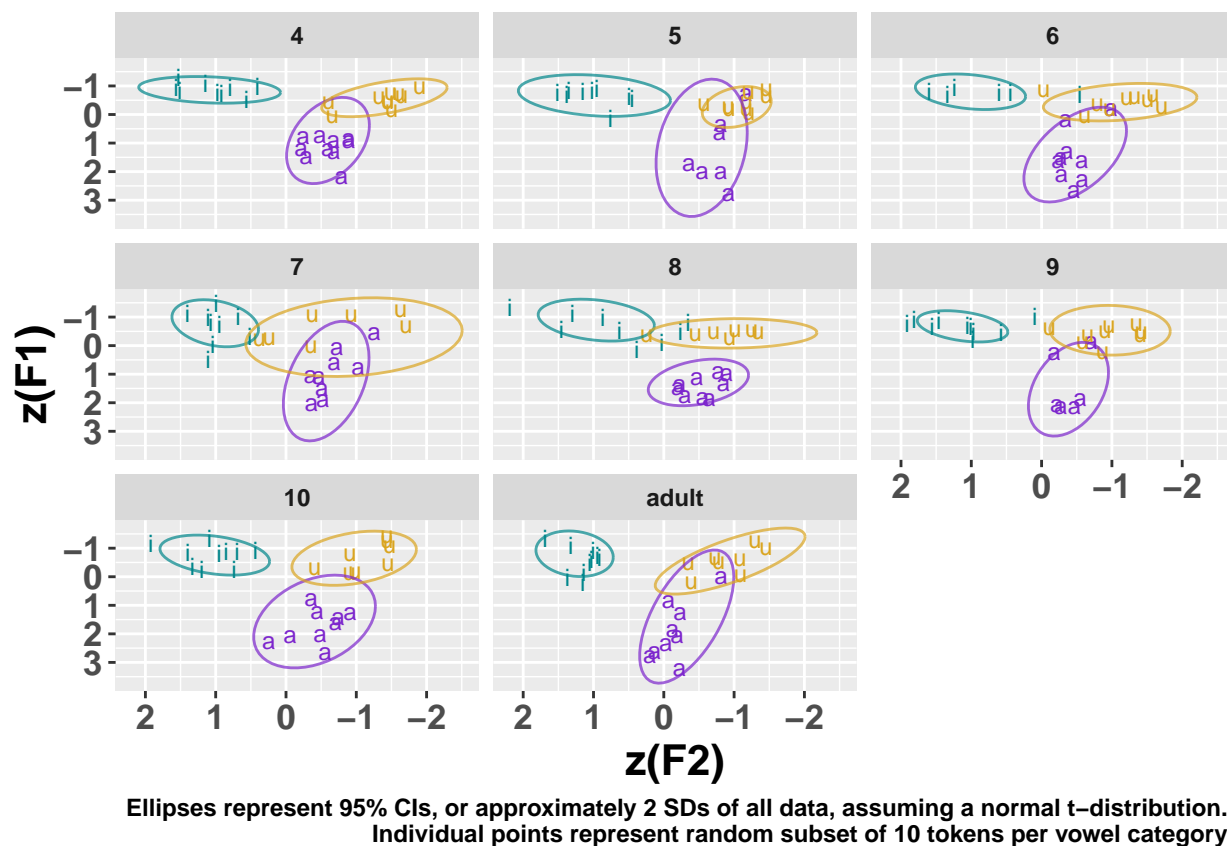 4 5 6
−1
0
1
2
3
7 8 9
−1
0
1
2
3
2 1 0 −1 −2
10 adult
−1
0
1
2
3
2 1 0 −1 −2 2 1 0 −1 −2
z(F1)
z(F2)
i a u
Ellipses represent 95% CIs, or approximately 2 SDs of all data, assuming a normal t−distribution.
Individual points represent random subset of 10 tokens per vowel category